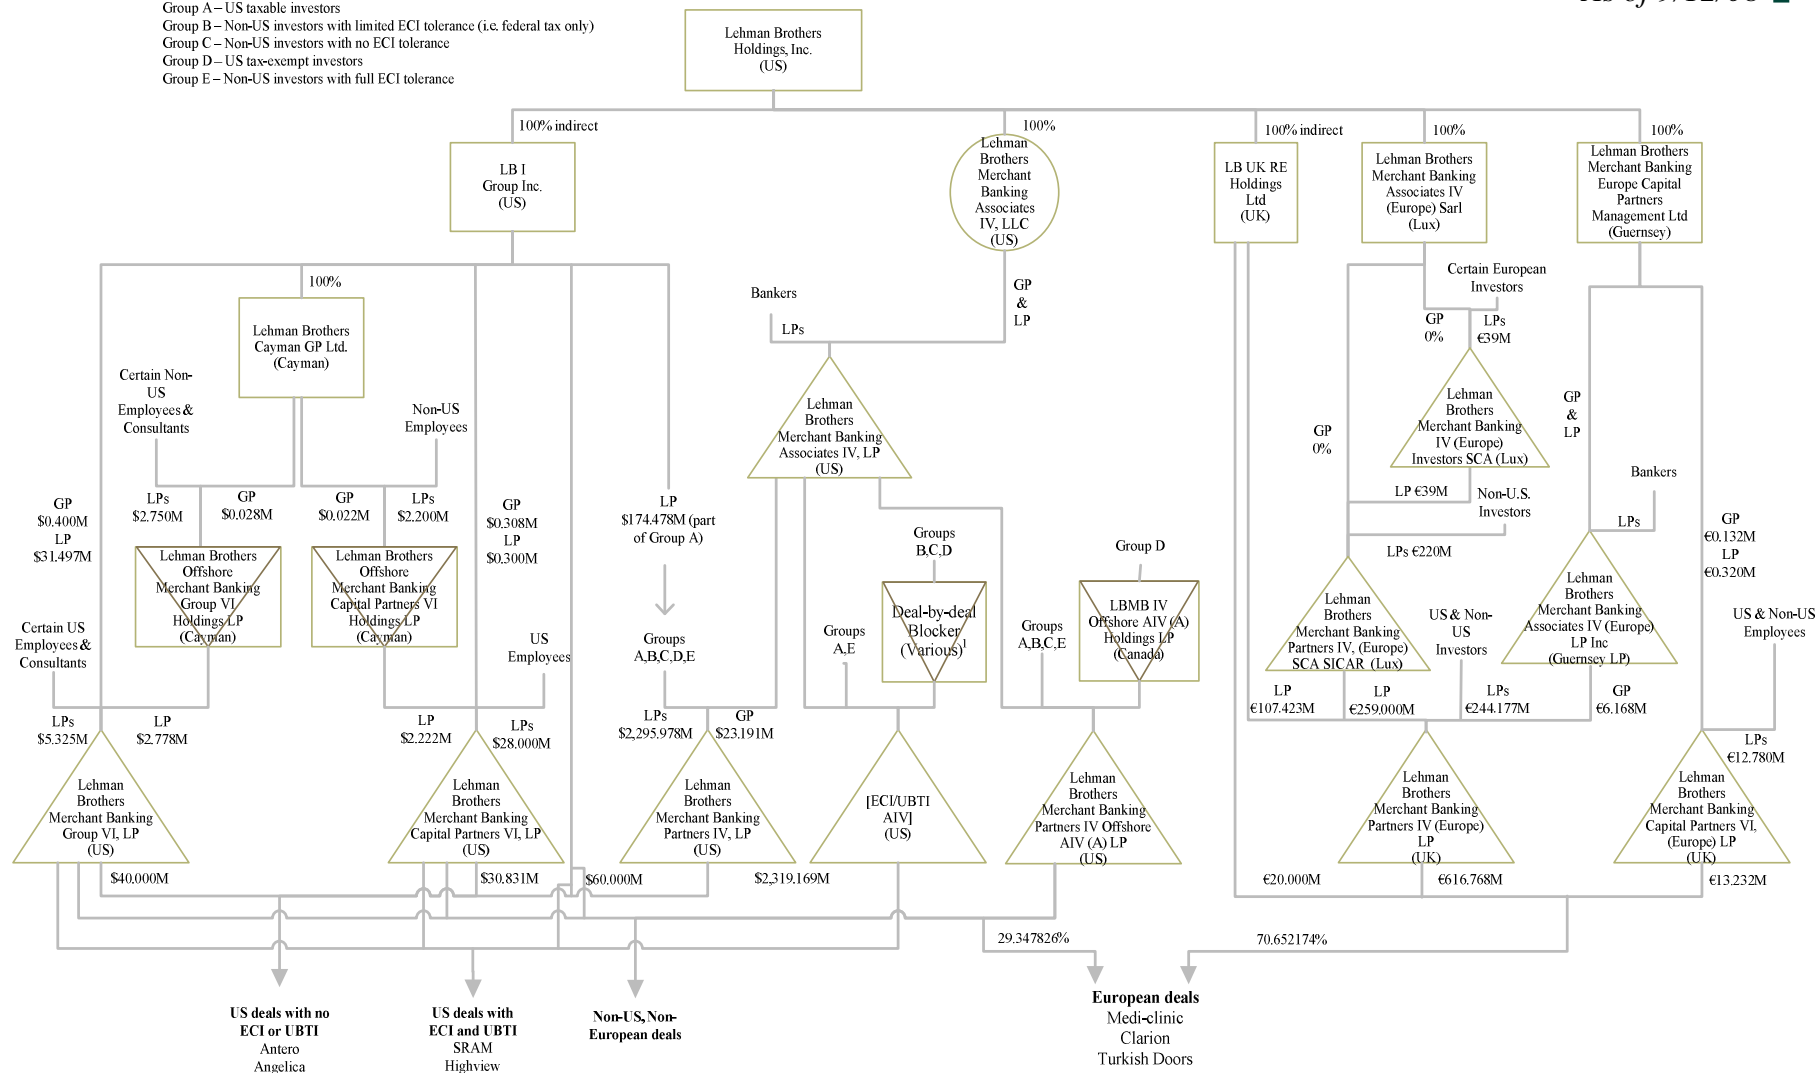 As of 9/12/08
Group A – US taxable investors
Group B – Non-US investors with limited ECI tolerance (i.e. federal tax only)
Group C – Non-US investors with no ECI tolerance
Group D – US tax-exempt investors
Group E – Non-US investors with full ECI tolerance
Lehman Brothers
Holdings, Inc.
(US)
100% indirect
100%
100% indirect
100%
100%
LB I
Group Inc.
(US)
Lehman
Brothers
Merchant
Banking
Associates
IV, LLC
(US)
LB UK RE
Holdings
Ltd
(UK)
Lehman Brothers
Merchant Banking
Associates IV
(Europe) Sarl
(Lux)
Lehman Brothers
Merchant Banking
Europe Capital
Partners
Management Ltd
(Guernsey)
100%
Lehman Brothers
Cayman GP Ltd.
(Cayman)
Bankers
LPs
GP
&
LP
Certain European
Investors
GP
0%
LPs
€39M
Certain Non-
US
Employees &
Consultants
Non-US
Employees
Lehman
Brothers
Merchant Banking
Associates IV, LP
(US)
GP
0%
Lehman
Brothers
Merchant Banking
IV (Europe)
Investors SCA (Lux)
GP
&
LP
Bankers
LPs
GP
$0.400M
LP
$31.497M
LPs
$2.750M
GP
$0.028M
GP
$0.022M
LPs
$2.200M
GP
$0.308M
LP
$0.300M
LP
$174.478M (part
of Group A)
LP €39M
Non-U.S.
Investors
LPs €220M
GP
€0.132M
LP
€0.320M
Lehman Brothers
Offshore
Merchant Banking
Group VI
Holdings LP
(Cayman)
Lehman Brothers
Offshore
Merchant Banking
Capital Partners VI
Holdings LP
(Cayman)
Groups
B,C,D
Group D
Deal-by-deal
Blocker
(Various)1
LBMB IV
Offshore AIV (A)
Holdings LP
(Canada)
Lehman
Brothers
Merchant Banking
Partners IV, (Europe)
SCA SICAR (Lux)
US & Non-
US
Investors
Lehman
Brothers
Merchant Banking
Associates IV (Europe)
LP Inc
(Guernsey LP)
US & Non-US
Employees
Certain US
Employees &
Consultants
US
Employees
Groups
A,B,C,D,E
Groups
A,E
Groups
A,B,C,E
LPs
$5.325M
LP
$2.778M
LP
$2.222M
LPs
$28.000M
LPs
$2,295.978M
GP
$23.191M
LP
€107.423M
LP
€259.000M
LPs
€244.177M
GP
€6.168M
LPs
€12.780M
Lehman
Brothers
Merchant Banking
Group VI, LP
(US)
Lehman
Brothers
Merchant Banking
Capital Partners VI, LP
(US)
Lehman
Brothers
Merchant Banking
Partners IV, LP
(US)
[ECI/UBTI
AIV]
(US)
Lehman
Brothers
Merchant Banking
Partners IV Offshore
AIV (A) LP
(US)
Lehman
Brothers
Merchant Banking
Partners IV (Europe)
LP
(UK)
Lehman
Brothers
Merchant Banking
Capital Partners VI,
(Europe) LP
(UK)
$40.000M
$30.831M
$60.000M
$2,319.169M
€20.000M
€616.768M
€13.232M
29.347826%
70.652174%
US deals with no
ECI or UBTI
Antero
Angelica
US deals with
ECI and UBTI
SRAM
Highview
Non-US, Non-
European deals
European deals
Medi-clinic
Clarion
Turkish Doors